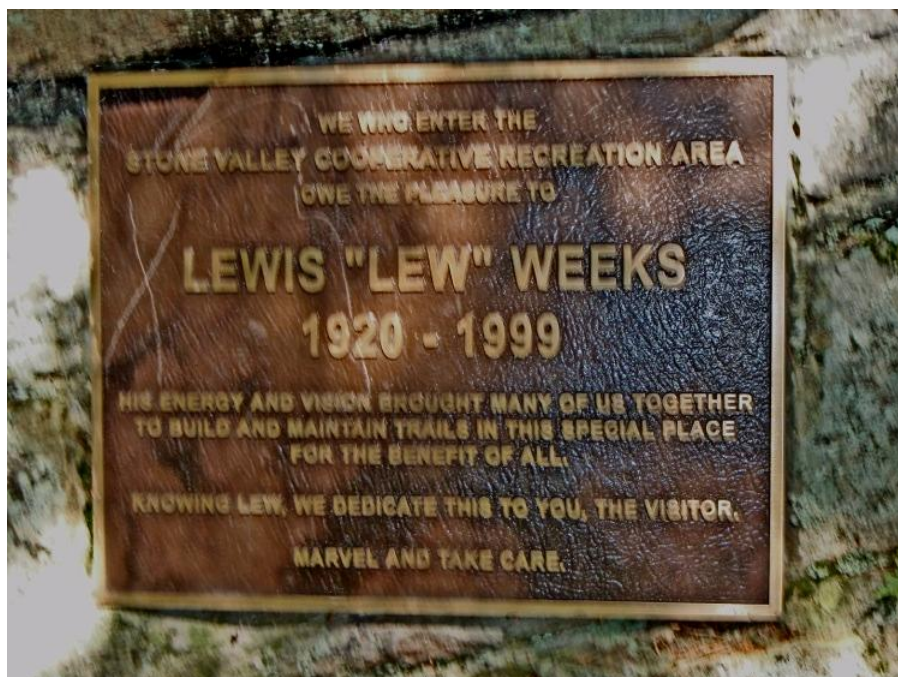 WE WHO ENTER THE
STONE VALLEY COOPERATIVE RECREATION AREA
OWE THE PLEASURE TO
LEWIS "LEW" WEEKS
1920 - 1999
HIS ENERGY AND VISION BROUGHT MANY OF US TOGETHER
TO BUILD AND MAINTAIN TRAILS IN THIS SPECIAL PLACE
FOR THE BENEFIT OF ALL.
KNOWING LEW, WE DEDICATE THIS TO YOU, THE VISITOR.
MARVEL AND TAKE CARE.